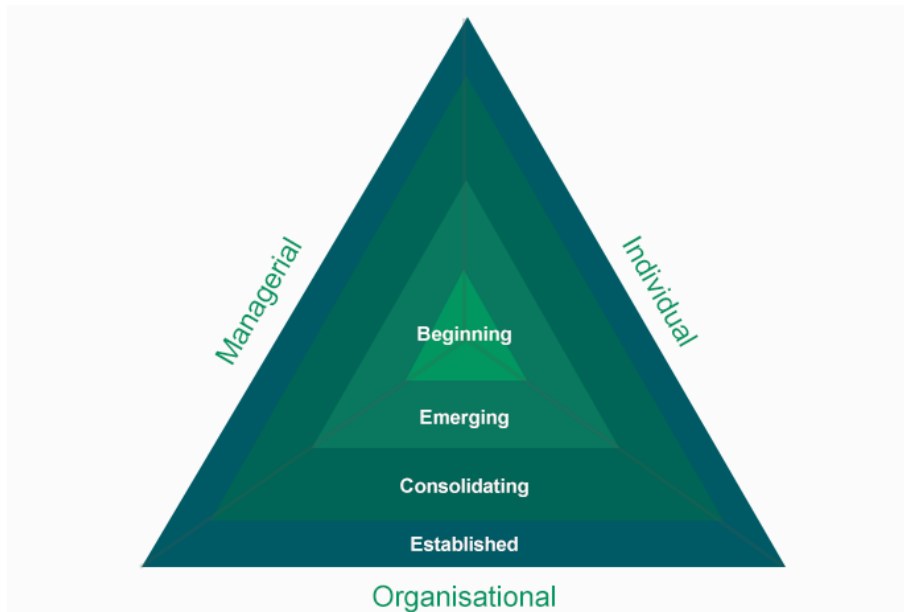 Managerial
Individual
Beginning
Emerging
Consolidating
Established
Organisational